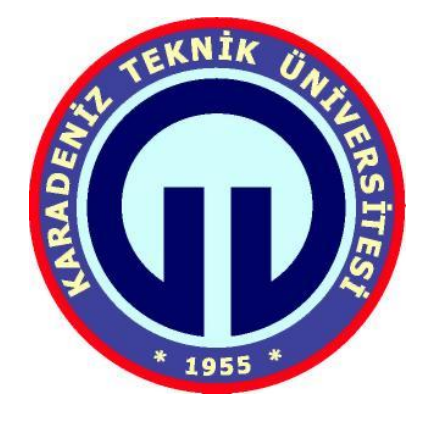 KARADENİZ TEKNİK ÜNİVERSİTESİ
* 1955 *